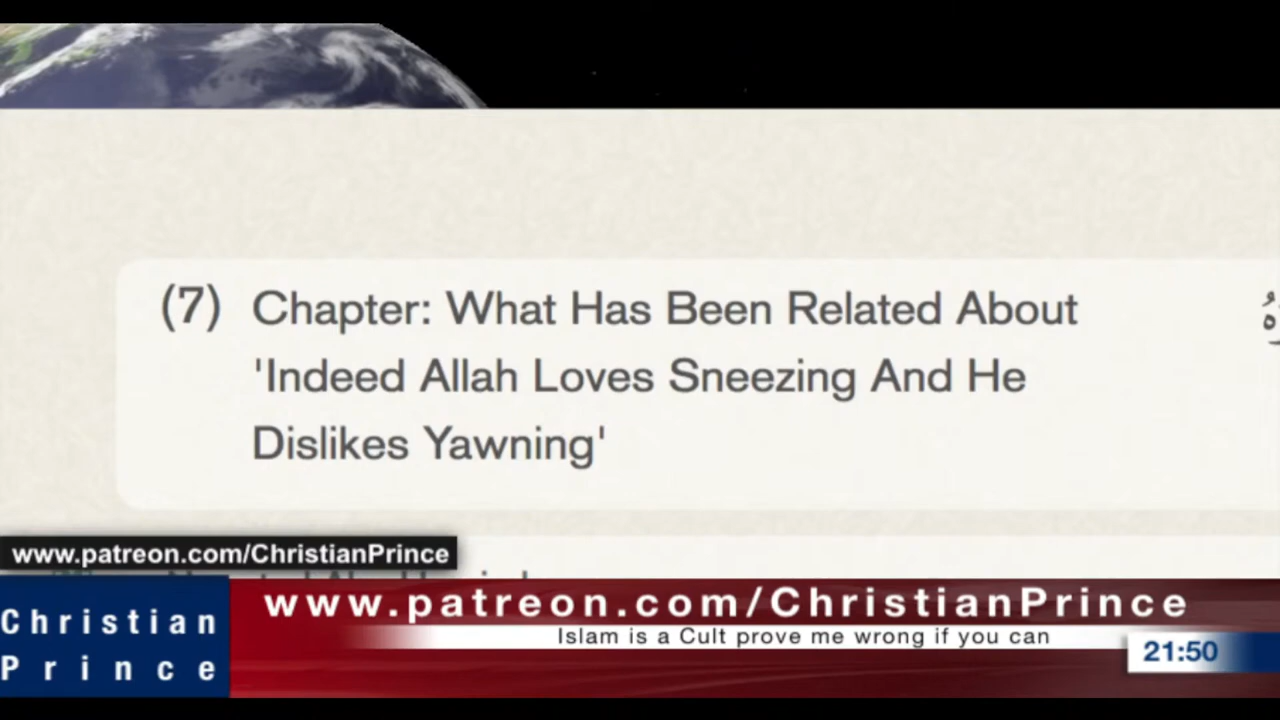 (7) Chapter: What Has Been Related About
'Indeed Allah Loves Sneezing And He
Dislikes Yawning'
www.patreon.com/ChristianPrince
Christian
Prince
www.patreon.com/ChristianPrince
Islam is a Cult prove me wrong if you can
21:50